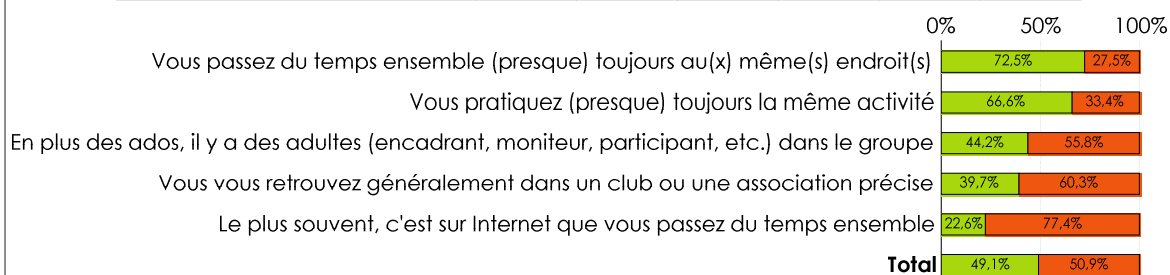 0% 50% 100%
Vous passez du temps ensemble (presque) toujours au(x) même(s) endroit(s) 72,5% 27,5%
Vous pratiquez (presque) toujours la même activité 66,6% 33,4%
En plus des ados, il y a des adultes (encadrant, moniteur, participant, etc.) dans le groupe 44,2% 55,8%
Vous vous retrouvez généralement dans un club ou une association précise 39,7% 60,3%
Le plus souvent, c'est sur Internet que vous passez du temps ensemble 22,6% 77,4%
Total 49,1% 50,9%